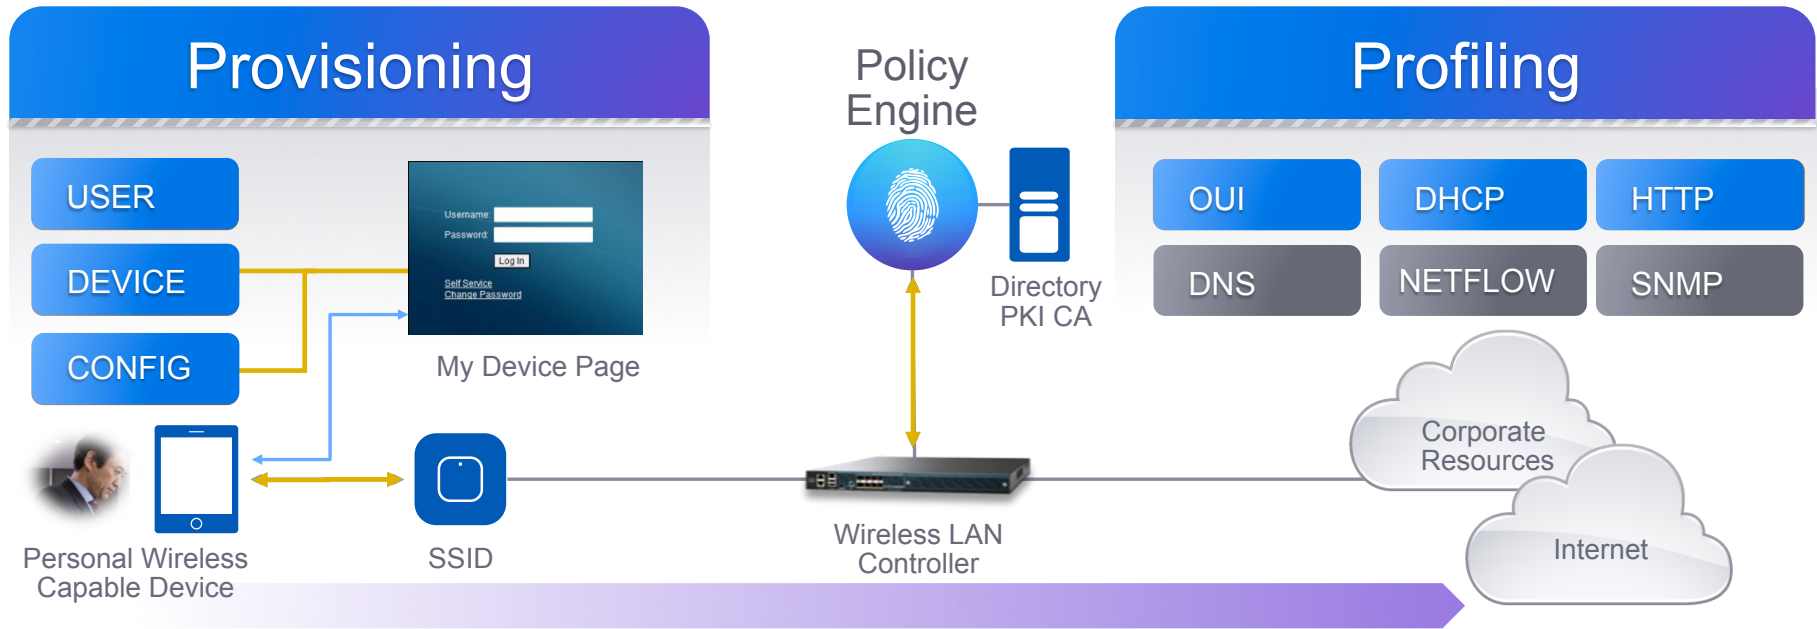 Provisioning
USER
DEVICE
CONFIG
Username:
Password:
Log In
Self Service
Change Password
My Device Page
Personal Wireless
Capable Device
SSID
Policy
Engine
Directory
PKI CA
Wireless LAN
Controller
Profiling
OUI
DHCP
HTTP
DNS
NETFLOW
SNMP
Corporate
Resources
Internet